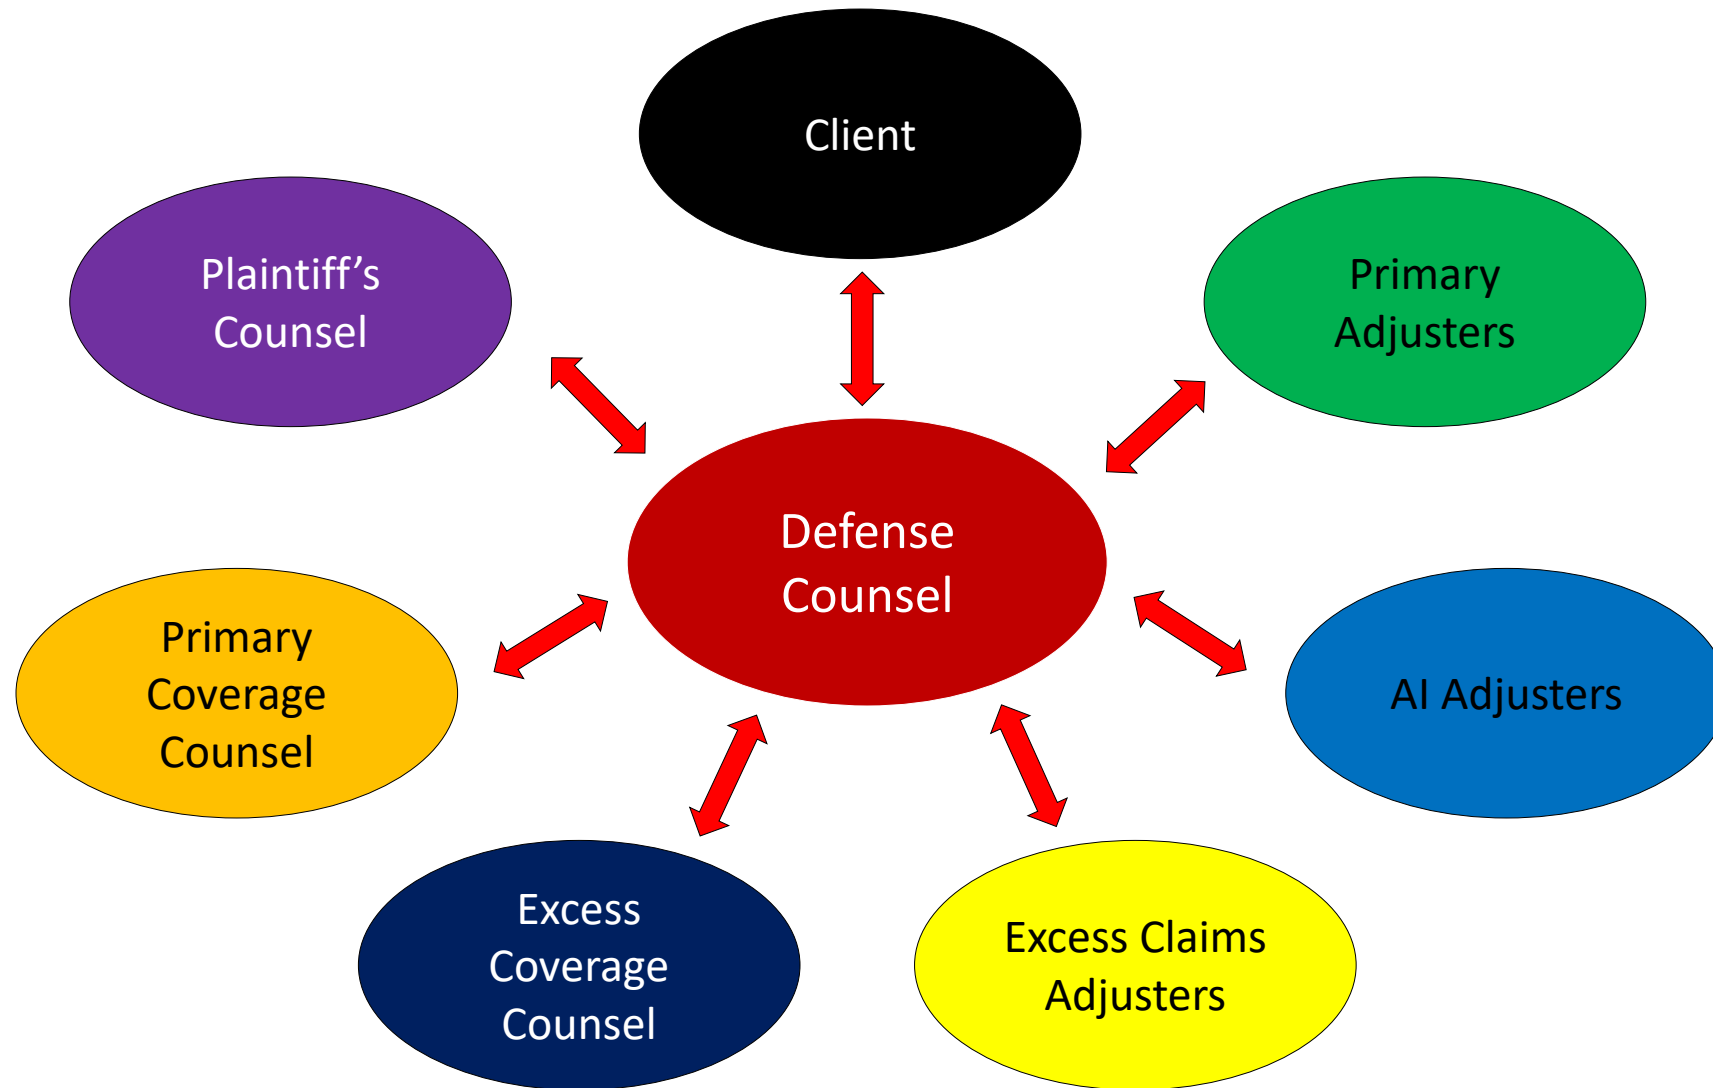 Client
Plaintiff’s
Counsel
Primary
Adjusters
Defense
Counsel
Primary
Coverage
Counsel
AI Adjusters
Excess
Coverage
Counsel
Excess Claims
Adjusters